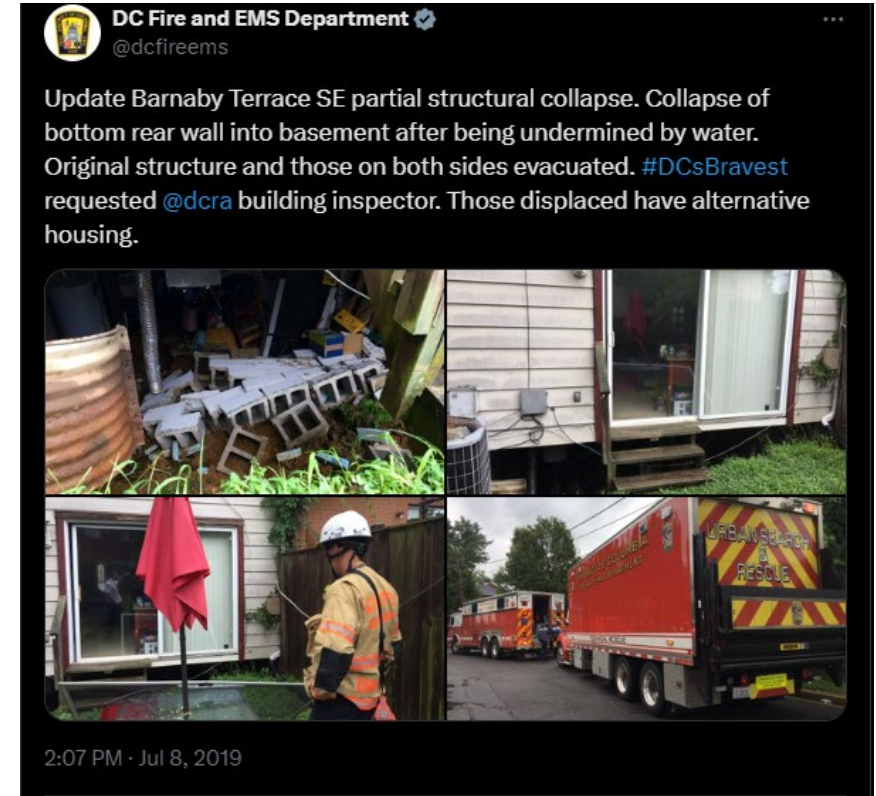 DC Fire and EMS Department
@dcfireems
Update Barnaby Terrace SE partial structural collapse. Collapse of
bottom rear wall into basement after being undermined by water.
Original structure and those on both sides evacuated. #DCsBravest
requested @dcra building inspector. Those displaced have alternative
housing.
URBAN SEARCH
&
RESCUE
2:07 PM · Jul 8, 2019